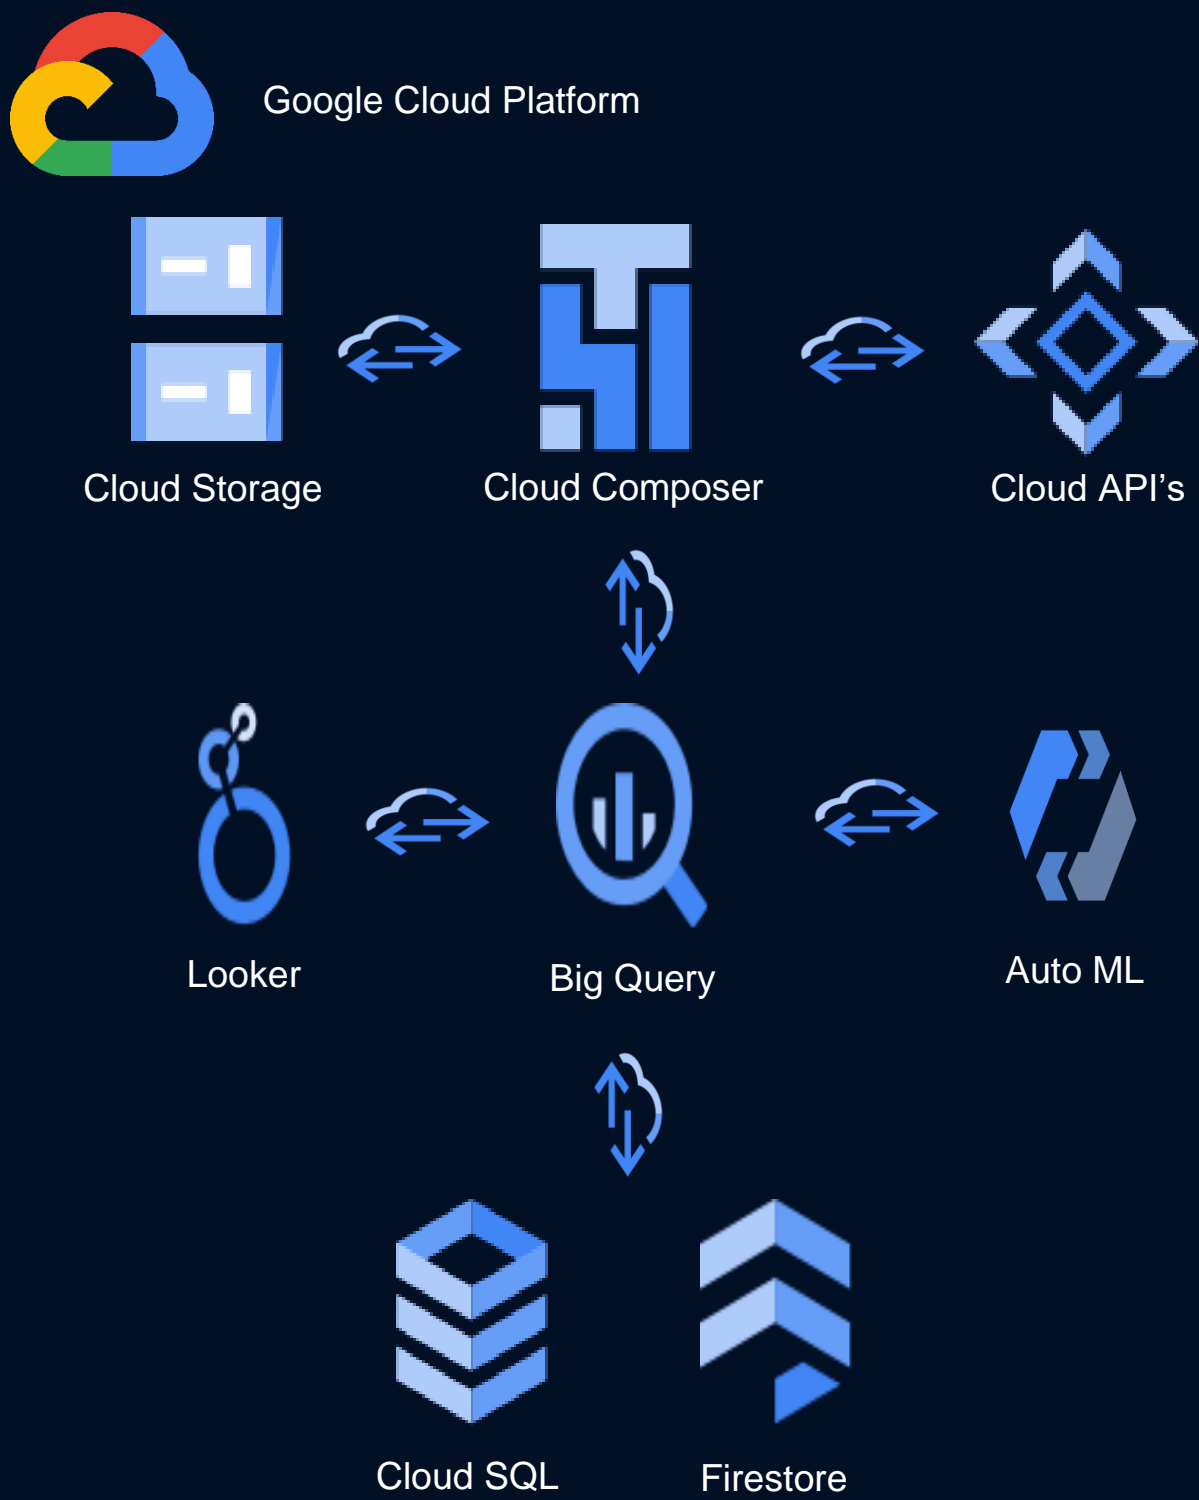 Google Cloud Platform
Cloud Storage
Cloud Composer
Cloud API’s
Looker
Big Query
Auto ML
Cloud SQL
Firestore